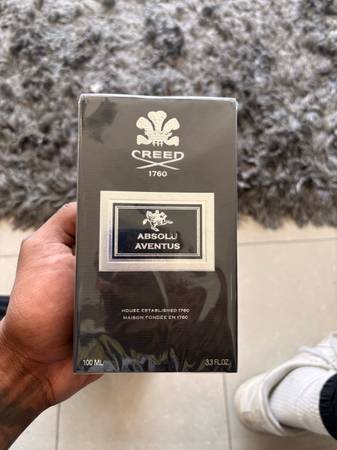 CREED
1760
ABSOLU
AVENTUS
HOUSE ESTABLISHED 1760
MAISON FONDÉE EN 1760
100 ML 3.3 FL.OZ